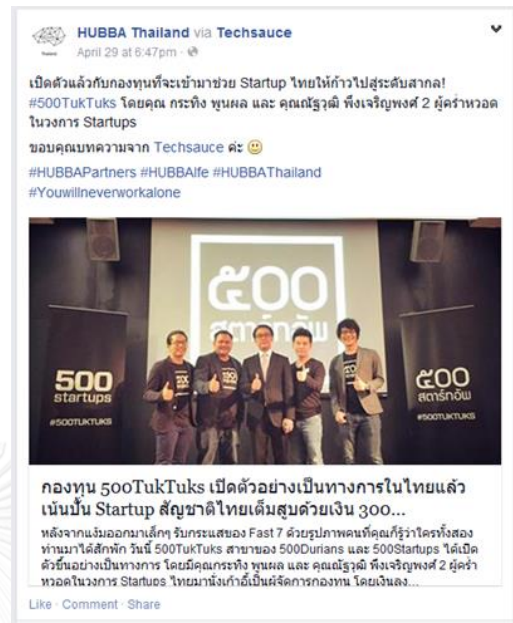 HUBBA Thailand via Techsauce
April 29 at 6:47pm ·
เปิดตัวแล้วกับกองทุนที่จะเข้ามาช่วย Startup ไทยให้ก้าวไปสู่ระดับสากล!
#500TukTuks โดยคุณ กระทิง พูนผล และ คุณณัฐวุฒิ พึงเจริญพงศ์ 2 ผู้คร่ำหวอด
ในวงการ Startups
ขอบคุณบทความจาก Techsauce ค่ะ
#HUBBAPartners #HUBBAlfe #HUBBAThailand
#Youwillneverworkalone
๕00
สตาร์ทอัพ
500
startups
#500TUKTUKS
๕00
สตาร์ทอัพ
#500TUKTUKS
กองทุน 500TukTuks เปิดตัวอย่างเป็นทางการในไทยแล้ว
เน้นปั้น Startup สัญชาติไทยเต็มสูบด้วยเงิน 300...
หลังจากแง้มออกมาเล็กๆ รับกระแสของ Fast 7 ด้วยรูปภาพคนที่คุณก็รู้ว่าใครทั้งสอง
ท่านมาได้สักพัก วันนี้ 500TukTuks สาขาของ 500Durians และ 500Startups ได้เปิด
ตัวขึ้นอย่างเป็นทางการ โดยมีคุณกระทิง พูนผล และ คุณณัฐวุฒิ พึงเจริญพงศ์ 2 ผู้คร่ำ
หวอดในวงการ Startups ไทยมานั่งเก้าอี้เป็นผู้จัดการกองทุน โดยเงินลง...
Like · Comment · Share